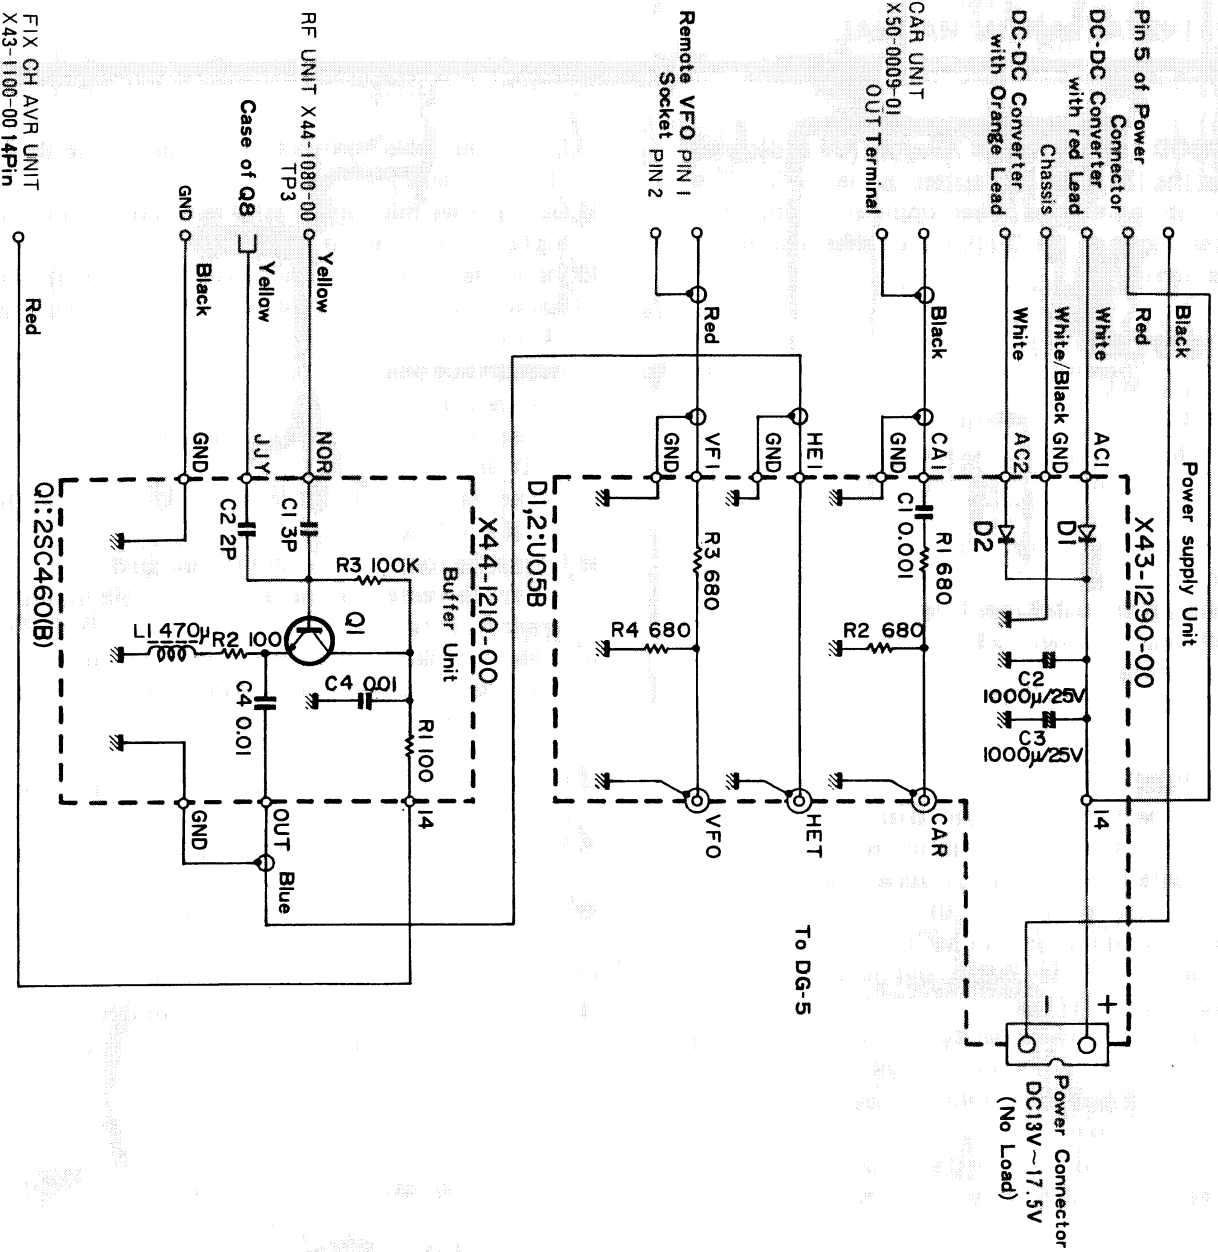 Pin 5 of Power
Connector
DC-DC Converter
with red Lead
Chassis
DC-DC Converter
with Orange Lead
CAR UNIT
X50-0009-01
OUT Terminal
Remote VFO PIN 1
Socket PIN 2
RF UNIT X44-1080-00
TP3
Case of Q8
GND
FIX CH AVR UNIT
X43-1100-00 14Pin
Black
Red
White
White/Black
White
Black
Red
Yellow
Yellow
Black
Red
Power supply Unit
X43-1290-00
AC1
GND
AC2
CA1
GND
HE1
GND
VF1
GND
D1,2:U05B
D1
D2
C1 0.001
R1 680
R2 680
R3 680
R4 680
C2
1000μ/25V
C3
1000μ/25V
14
CAR
HET
VFO
To DG-5
+
-
Power Connector
DC13V~17.5V
(No Load)
X44-1210-00
Buffer Unit
NOR
JJY
GND
Q1:2SC460(B)
C1 3P
C2 2P
R3 100K
Q1
L1 470μ
R2 100
C4 0.01
C4 0.01
R1 100
14
OUT
GND
Blue